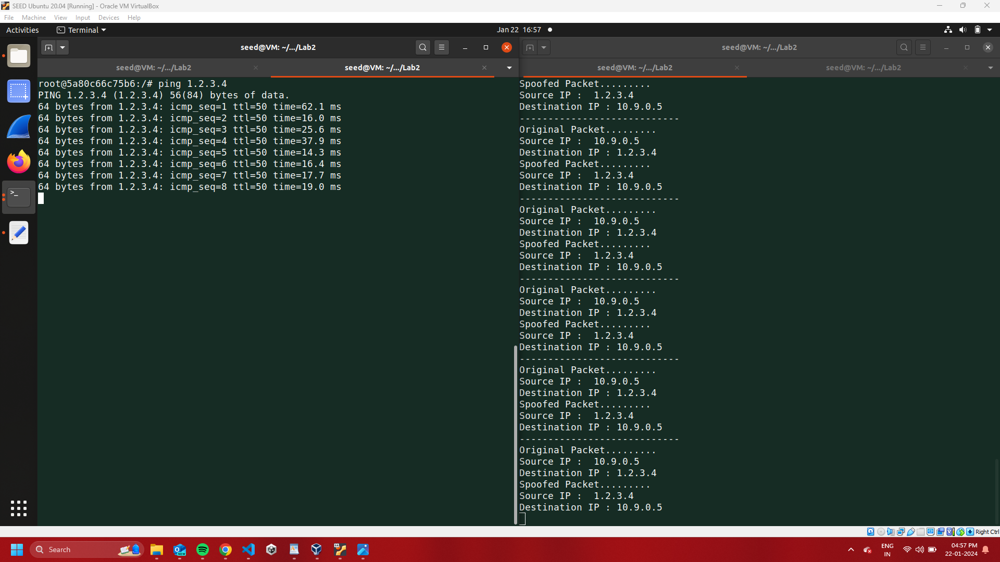 SEED Ubuntu 20.04 [Running] - Oracle VM VirtualBox
File Machine View Input Devices Help
Activities Terminal Jan 22 16:57
seed@VM: ~/.../Lab2
seed@VM: ~/.../Lab2 seed@VM: ~/.../Lab2
root@5a80c66c75b6:/# ping 1.2.3.4
PING 1.2.3.4 (1.2.3.4) 56(84) bytes of data.
64 bytes from 1.2.3.4: icmp_seq=1 ttl=50 time=62.1 ms
64 bytes from 1.2.3.4: icmp_seq=2 ttl=50 time=16.0 ms
64 bytes from 1.2.3.4: icmp_seq=3 ttl=50 time=25.6 ms
64 bytes from 1.2.3.4: icmp_seq=4 ttl=50 time=37.9 ms
64 bytes from 1.2.3.4: icmp_seq=5 ttl=50 time=14.3 ms
64 bytes from 1.2.3.4: icmp_seq=6 ttl=50 time=16.4 ms
64 bytes from 1.2.3.4: icmp_seq=7 ttl=50 time=17.7 ms
64 bytes from 1.2.3.4: icmp_seq=8 ttl=50 time=19.0 ms
seed@VM: ~/.../Lab2
seed@VM: ~/.../Lab2 seed@VM: ~/.../Lab2
Spoofed Packet.........
Source IP :  1.2.3.4
Destination IP : 10.9.0.5
----------------------------
Original Packet.........
Source IP :  10.9.0.5
Destination IP : 1.2.3.4
Spoofed Packet.........
Source IP :  1.2.3.4
Destination IP : 10.9.0.5
----------------------------
Original Packet.........
Source IP :  10.9.0.5
Destination IP : 1.2.3.4
Spoofed Packet.........
Source IP :  1.2.3.4
Destination IP : 10.9.0.5
----------------------------
Original Packet.........
Source IP :  10.9.0.5
Destination IP : 1.2.3.4
Spoofed Packet.........
Source IP :  1.2.3.4
Destination IP : 10.9.0.5
----------------------------
Original Packet.........
Source IP :  10.9.0.5
Destination IP : 1.2.3.4
Spoofed Packet.........
Source IP :  1.2.3.4
Destination IP : 10.9.0.5
----------------------------
Original Packet.........
Source IP :  10.9.0.5
Destination IP : 1.2.3.4
Spoofed Packet.........
Source IP :  1.2.3.4
Destination IP : 10.9.0.5
Right Ctrl
Search
NEW
64
ENG
IN
04:57 PM
22-01-2024